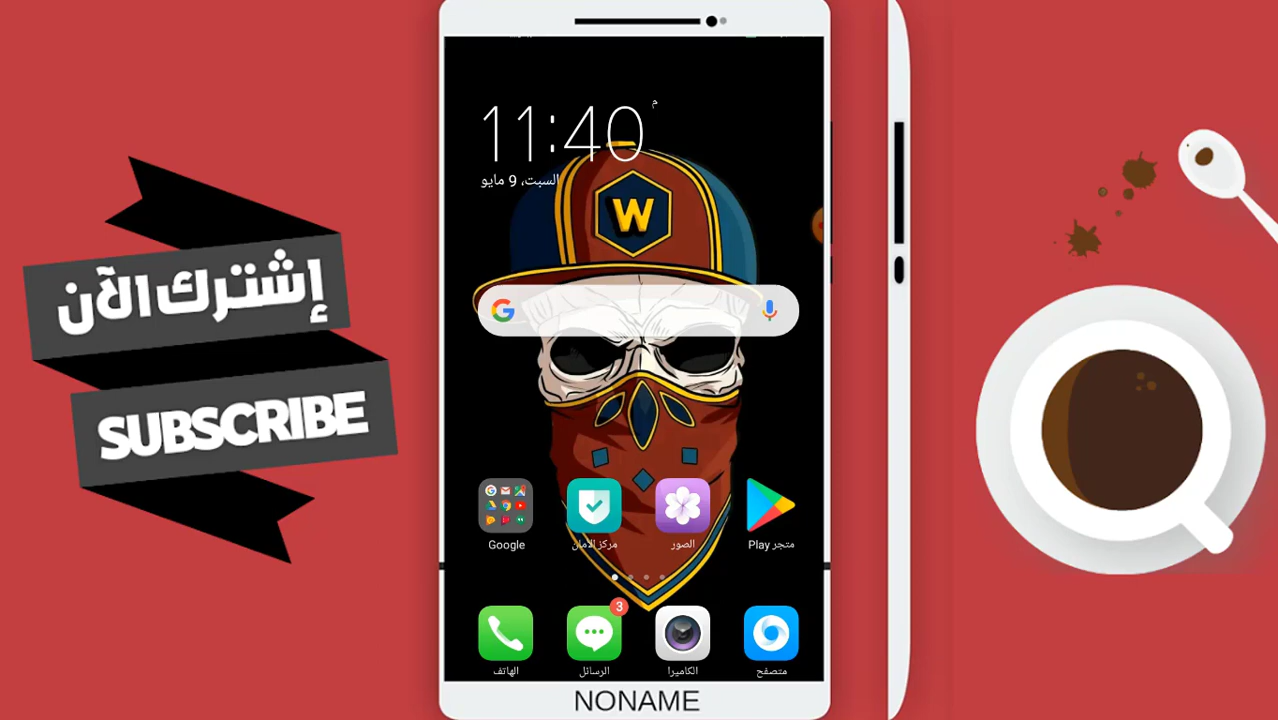 إشترك الآن
SUBSCRIBE
11:40 م
السبت، 9 مايو
W
Google
مركز الأمان
الصور
متجر Play
3
الهاتف
الرسائل
الكاميرا
متصفح
NONAME